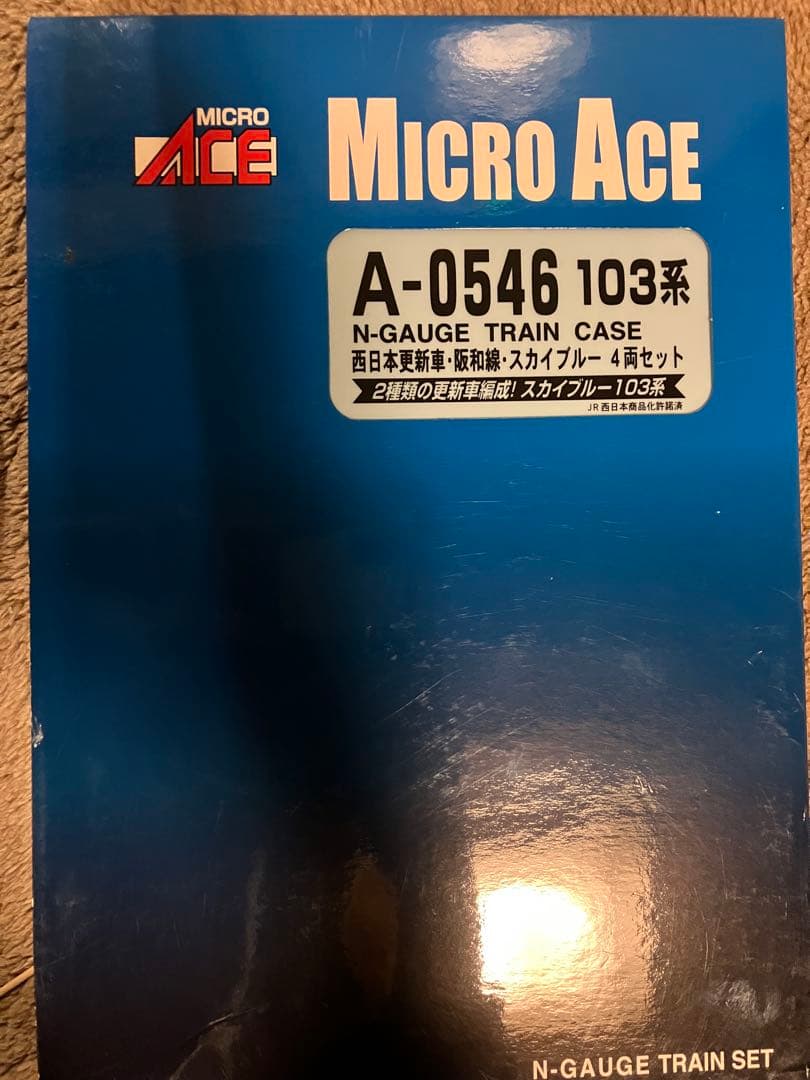 MICRO
ACE
MICRO ACE
A-0546 103系
N-GAUGE TRAIN CASE
西日本更新車・阪和線・スカイブルー 4両セット
2種類の更新車編成! スカイブルー103系
JR西日本商品化許諾済
N-GAUGE TRAIN SET